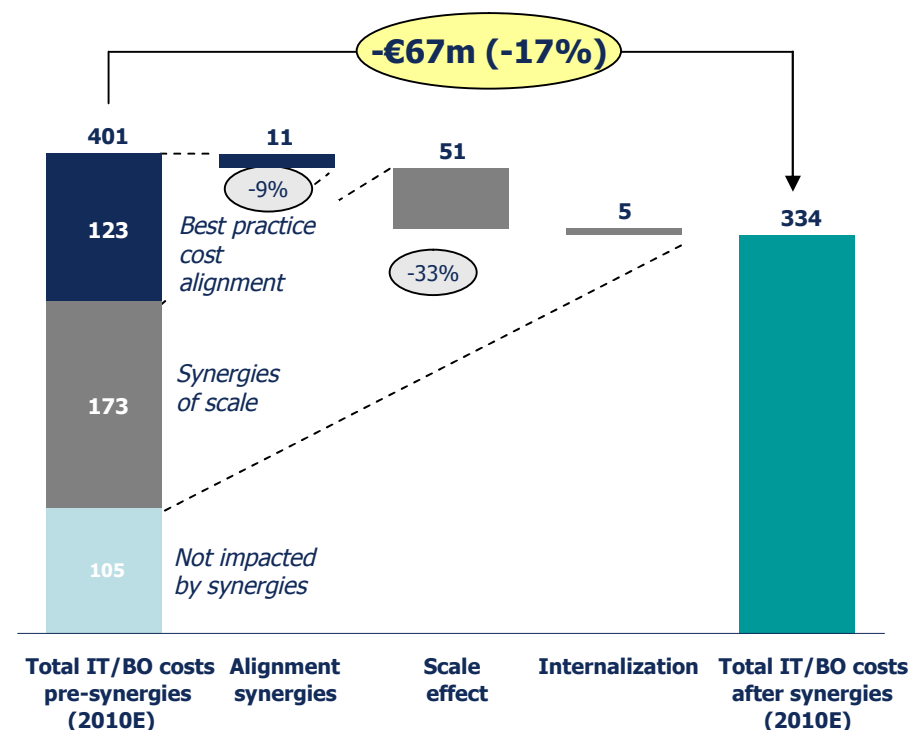 -€67m (-17%)
401
11
51
5
334
-9%
-33%
123
Best practice
cost
alignment
173
Synergies
of scale
105
Not impacted
by synergies
Total IT/BO costs
pre-synergies
(2010E)
Alignment
synergies
Scale
effect
Internalization
Total IT/BO costs
after synergies
(2010E)